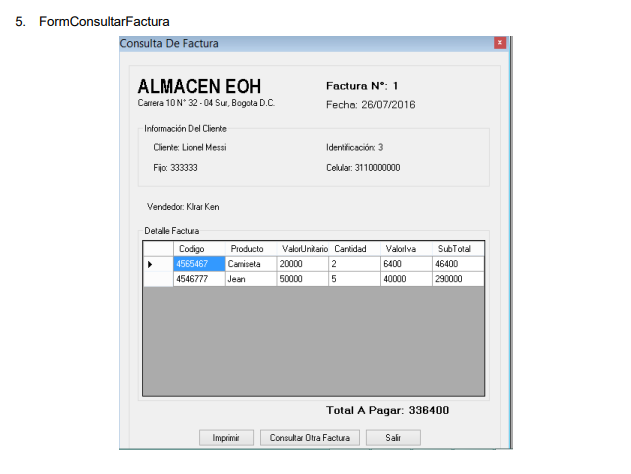 5. FormConsultarFactura
Consulta De Factura
x
ALMACEN EOH
Factura N°: 1
Carrera 10 N° 32 - 04 Sur, Bogota D.C.
Fecha: 26/07/2016
Información Del Cliente
Cliente: Lionel Messi
Identificación: 3
Fijo: 333333
Celular: 3110000000
Vendedor: Klrar Ken
Detalle Factura
Codigo Producto ValorUnitario Cantidad ValorIva SubTotal
4565467 Camiseta 20000 2 6400 46400
4546777 Jean 50000 5 40000 290000
Total A Pagar: 336400
Imprimir Consultar Otra Factura Salir